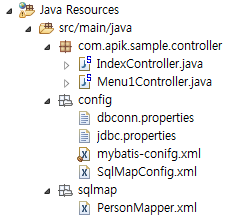 Java Resources
src/main/java
com.apik.sample.controller
IndexController.java
Menu1Controller.java
config
dbconn.properties
jdbc.properties
mybatis-conifg.xml
SqlMapConfig.xml
sqlmap
PersonMapper.xml